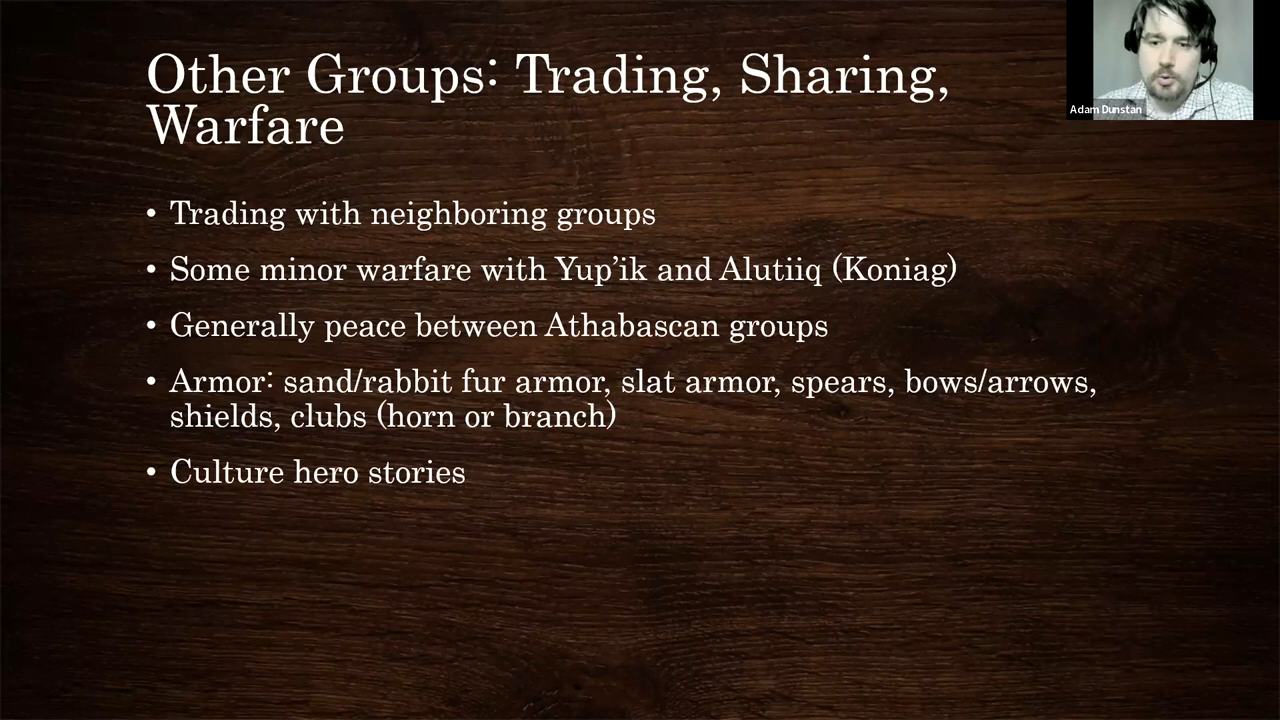 Other Groups: Trading, Sharing,
Warfare
Adam Dunstan
• Trading with neighboring groups
• Some minor warfare with Yup’ik and Alutiiq (Koniag)
• Generally peace between Athabascan groups
• Armor: sand/rabbit fur armor, slat armor, spears, bows/arrows,
shields, clubs (horn or branch)
• Culture hero stories